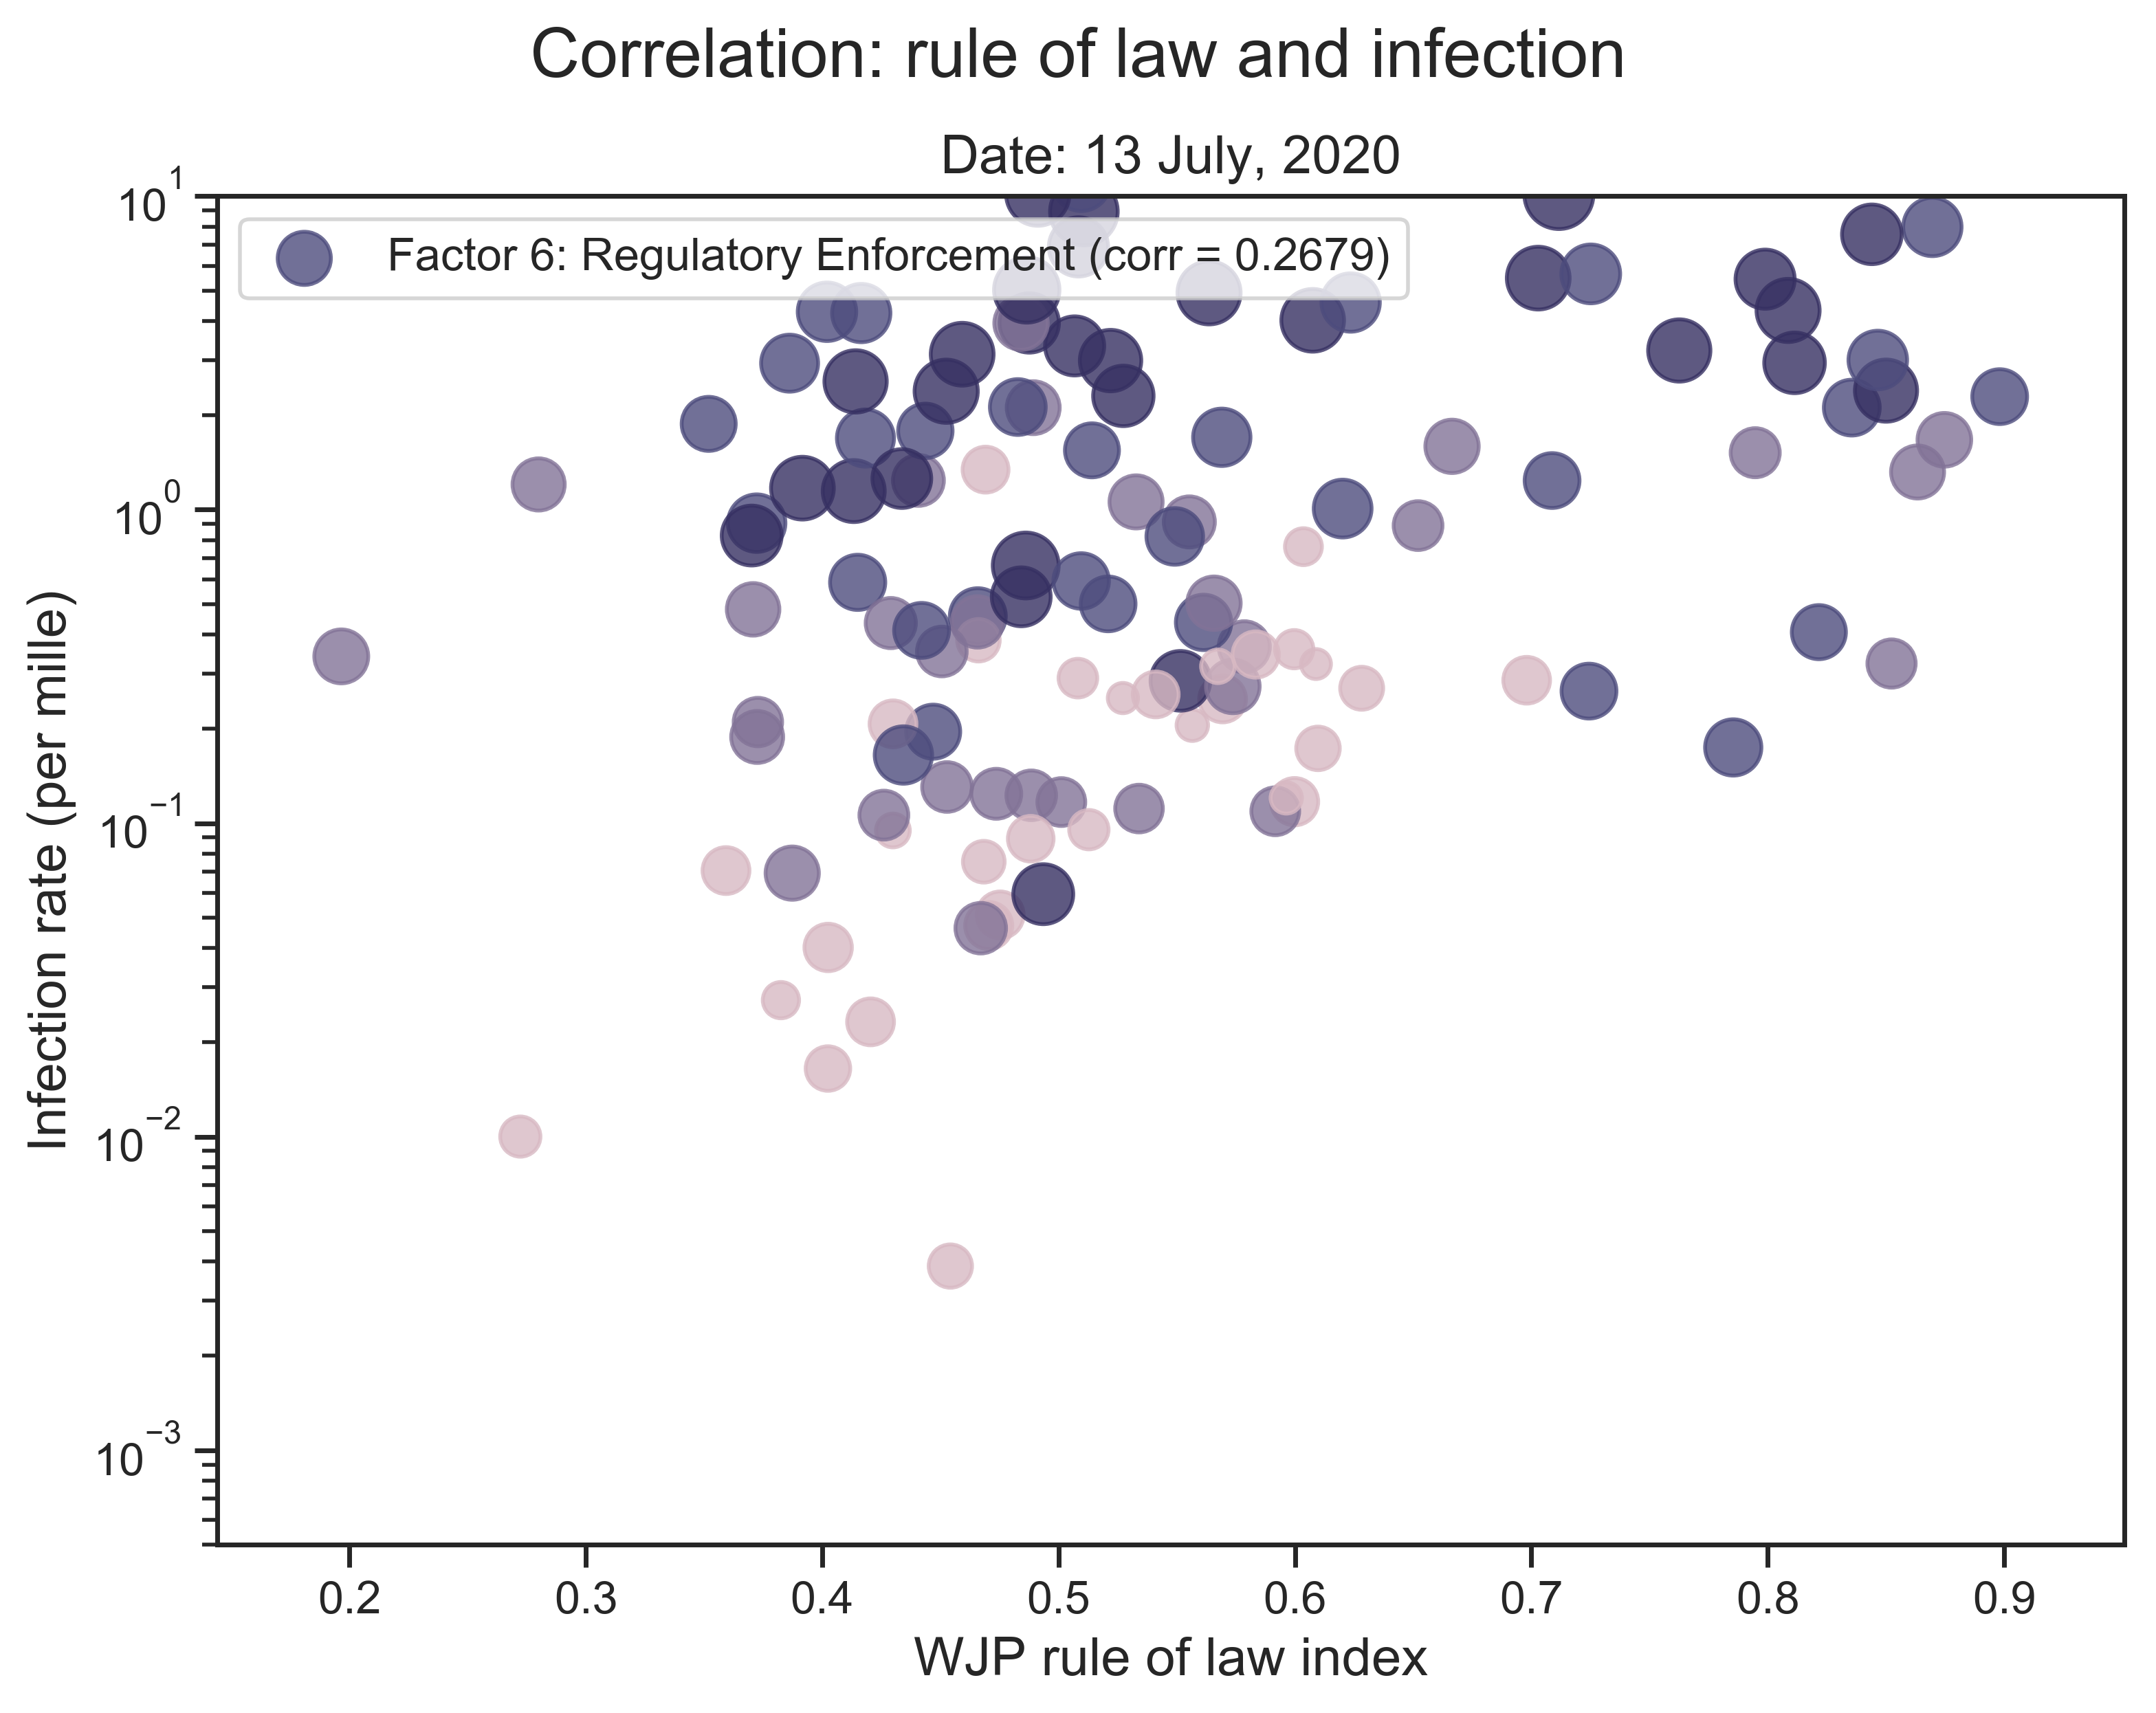 Correlation: rule of law and infection
Date: 13 July, 2020
Factor 6: Regulatory Enforcement (corr = 0.2679)
Infection rate (per mille)
10^1
10^0
10^−1
10^−2
10^−3
0.2 0.3 0.4 0.5 0.6 0.7 0.8 0.9
WJP rule of law index